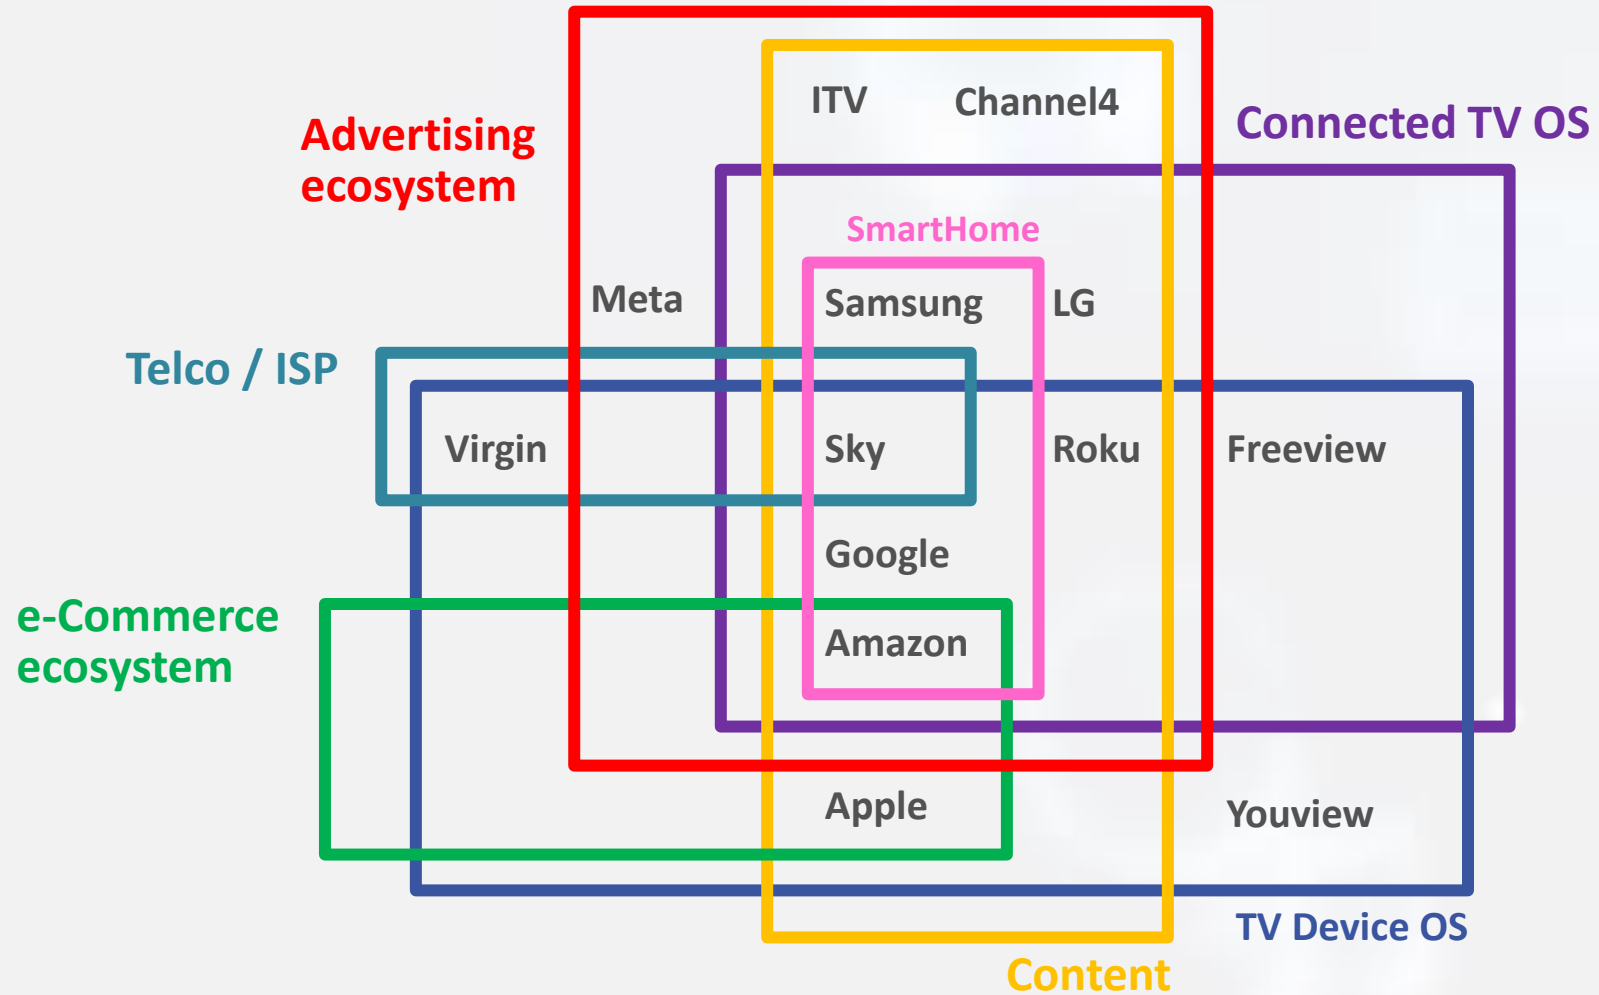 ITV
Channel4
Advertising
ecosystem
Connected TV OS
SmartHome
Meta
Samsung
LG
Telco / ISP
Virgin
Sky
Roku
Freeview
Google
e-Commerce
ecosystem
Amazon
Apple
Youview
TV Device OS
Content